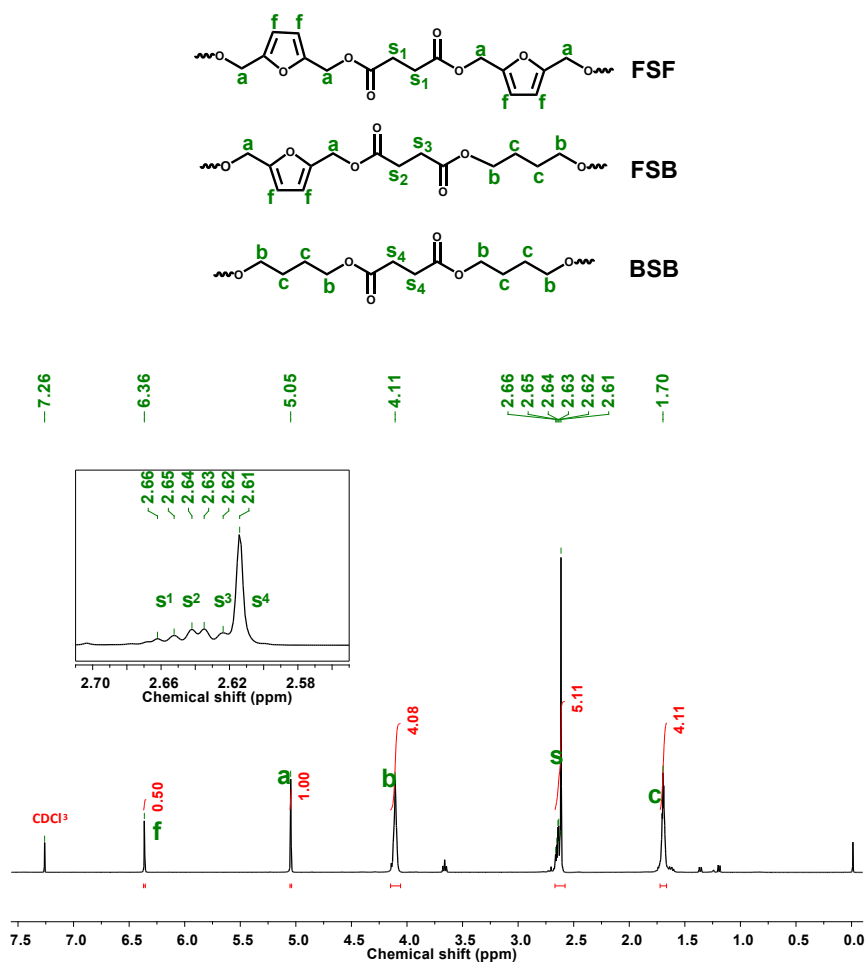 f f
O O O s1 O a a
a a s1 O O O FSF
O f f
a a O s3 c b
O O O s2 O b c O FSB
f f O
b c O s4 b c
O c b O s4 O c b O BSB
O
7.26 6.36 5.05 4.11 2.66 2.65 2.64 2.63 2.62 2.61 1.70
2.66 2.65 2.64 2.63 2.62 2.61
s1 s2 s3 s4
2.70 2.66 2.62 2.58
Chemical shift (ppm)
CDCl3
f 0.50
a 1.00
b 4.08
s 5.11
c 4.11
7.5 7.0 6.5 6.0 5.5 5.0 4.5 4.0 3.5 3.0 2.5 2.0 1.5 1.0 0.5 0.0
Chemical shift (ppm)